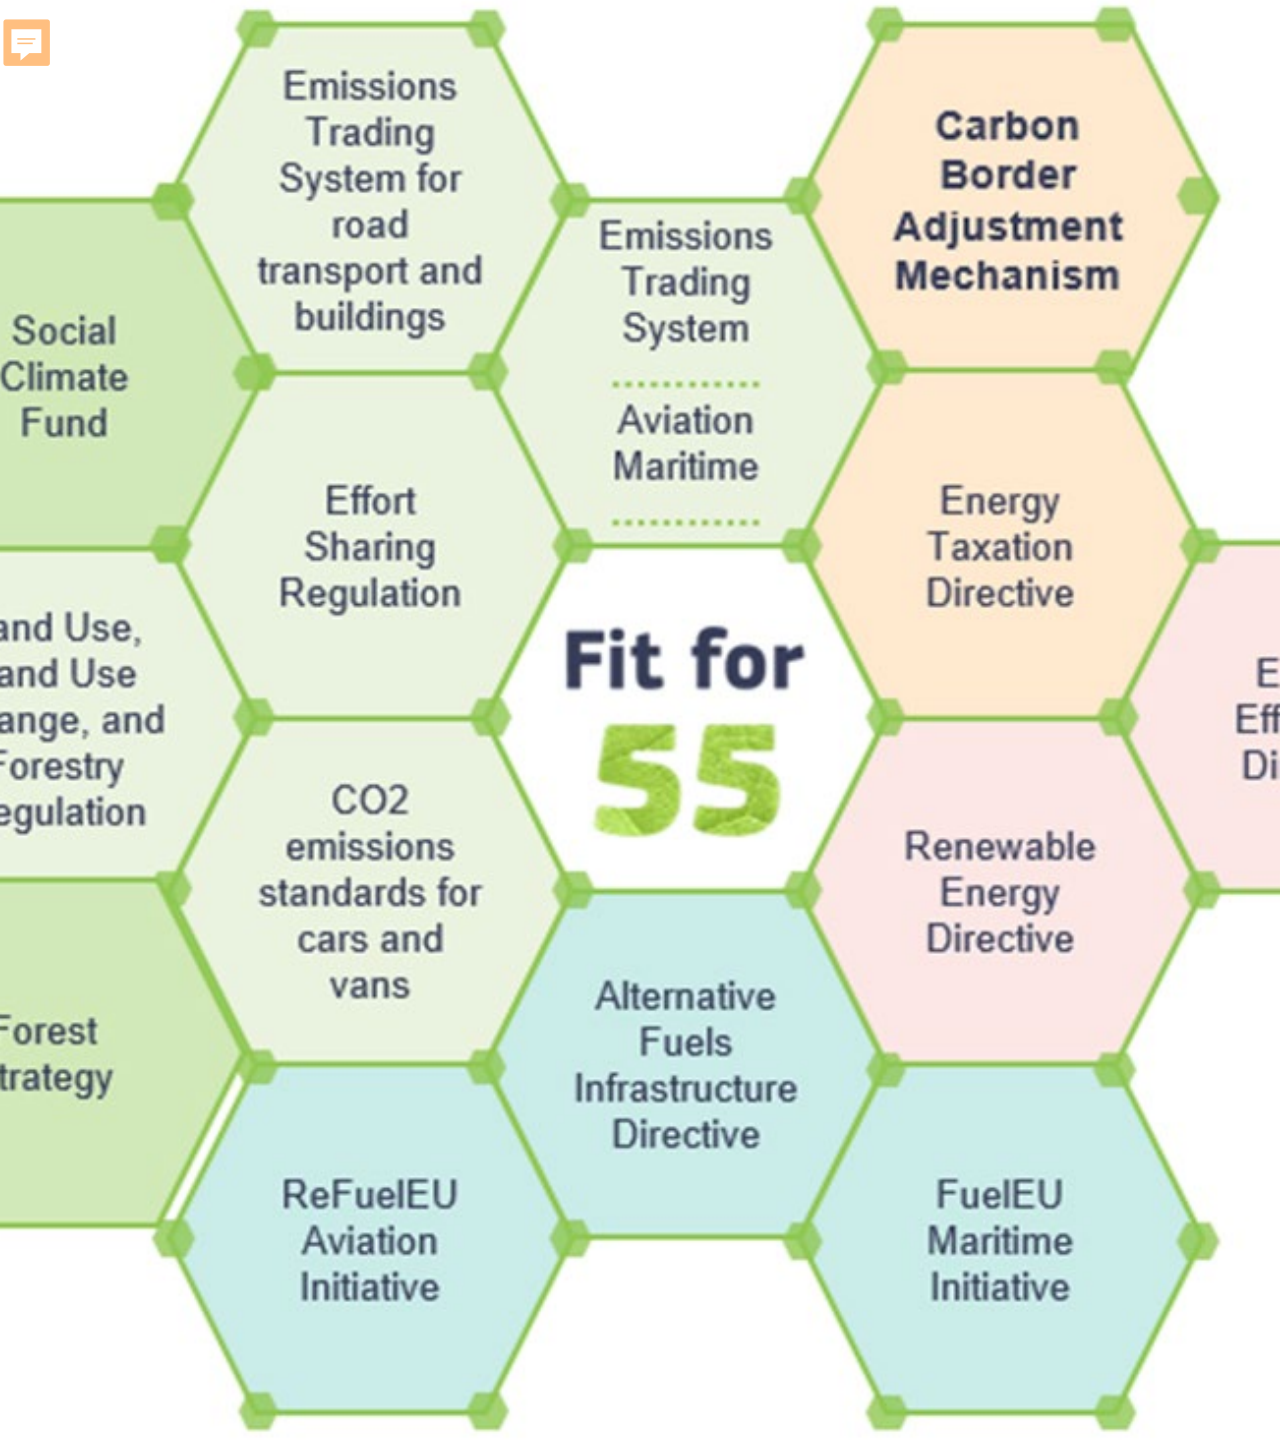 Emissions
Trading
System for
road
transport and
buildings
Carbon
Border
Adjustment
Mechanism
Emissions
Trading
System
Aviation
Maritime
Social
Climate
Fund
Effort
Sharing
Regulation
Energy
Taxation
Directive
and Use,
and Use
ange, and
Forestry
egulation
Fit for
55
E
Eff
Di
CO2
emissions
standards for
cars and
vans
Renewable
Energy
Directive
Forest
trategy
Alternative
Fuels
Infrastructure
Directive
ReFuelEU
Aviation
Initiative
FuelEU
Maritime
Initiative